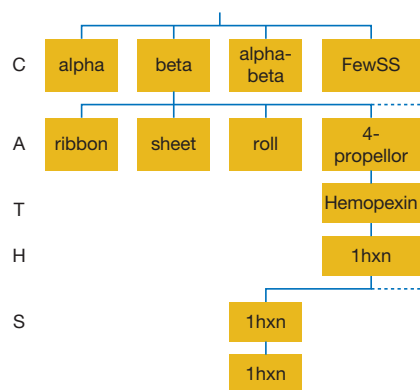 C
alpha
beta
alpha-
beta
FewSS
A
ribbon
sheet
roll
4-
propellor
T
Hemopexin
H
1hxn
S
1hxn
1hxn